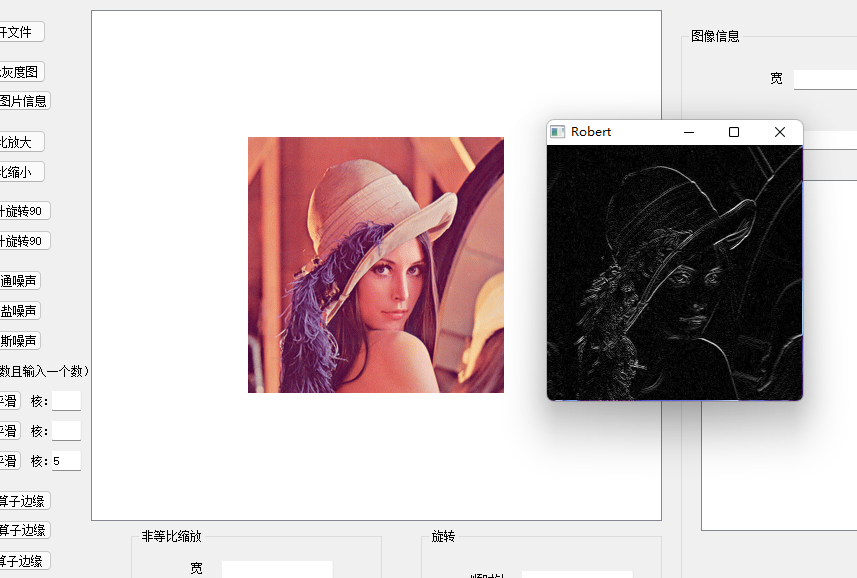 开文件
灰度图
图片信息
比放大
比缩小
针旋转90
针旋转90
通噪声
盐噪声
斯噪声
数且输入一个数）
平滑 核：
平滑 核：
平滑 核：5
算子边缘
算子边缘
算子边缘
图像信息
宽
Robert
非等比缩放
宽
旋转
顺时针